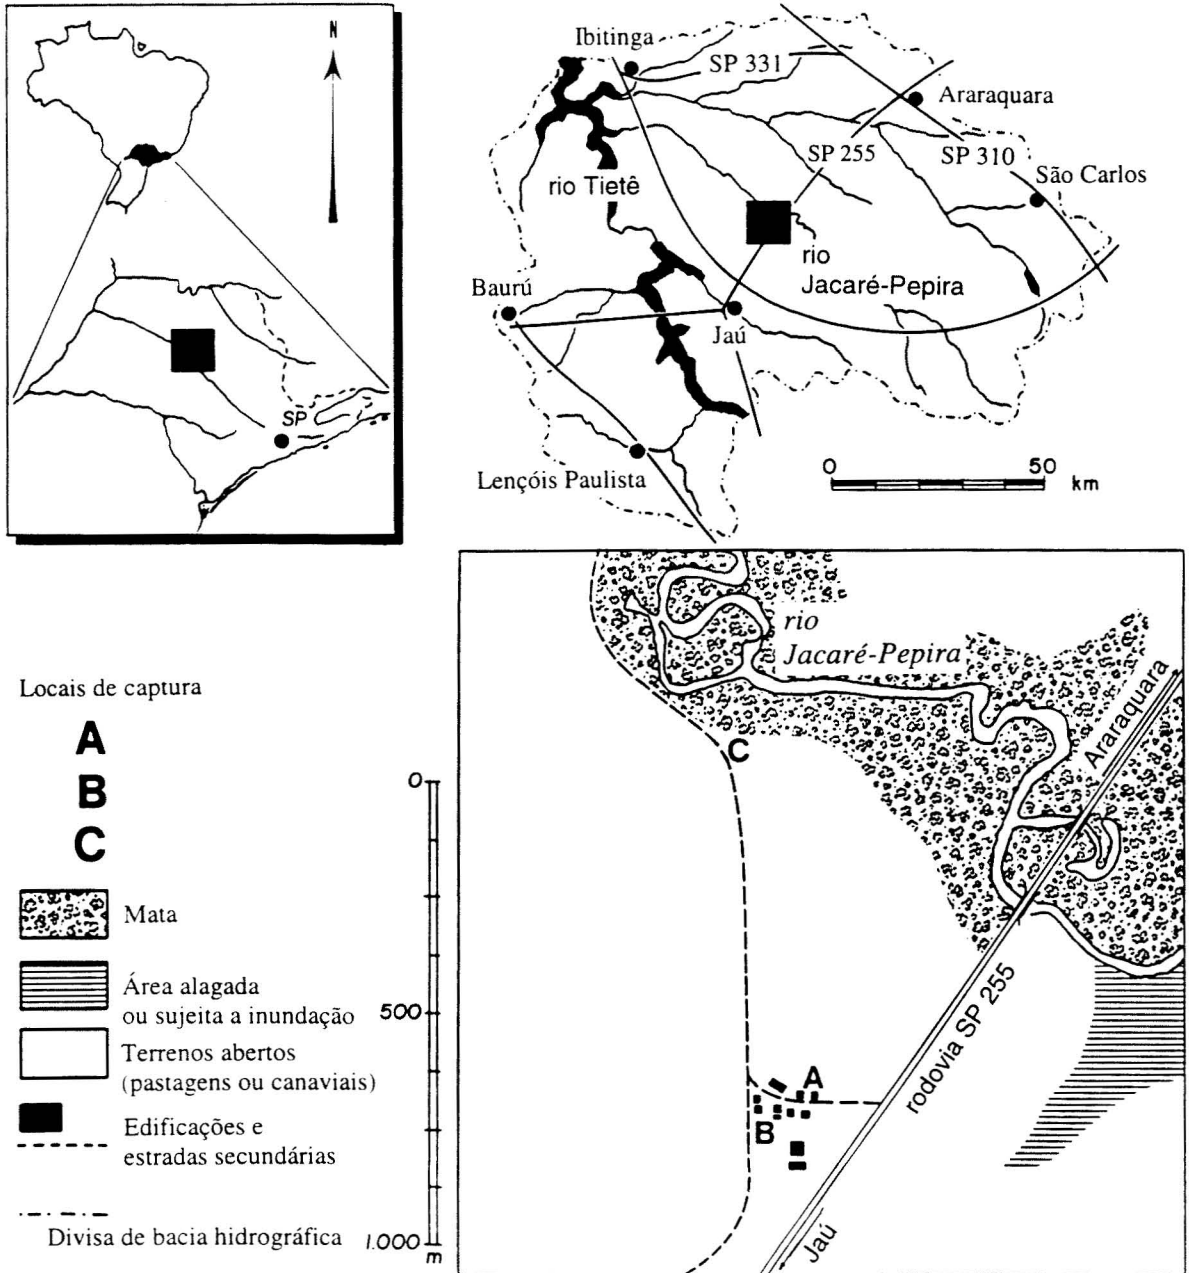 N
SP
Ibitinga
SP 331
Araraquara
SP 255
SP 310
São Carlos
rio Tietê
rio
Jacaré-Pepira
Baurú
Jaú
Lençóis Paulista
0 50
km
Locais de captura
A
B
C
Mata
Área alagada
ou sujeita a inundação
Terrenos abertos
(pastagens ou canaviais)
Edificações e
estradas secundárias
Divisa de bacia hidrográfica
0
500
1.000
m
rio
Jacaré-Pepira
C
Araraquara
rodovia SP 255
A
B
Jaú